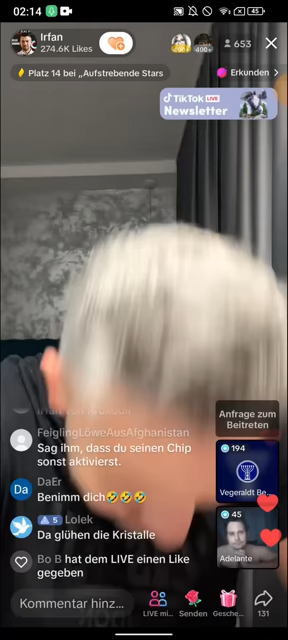 02:14
45
Irfan
274.6K Likes
200+
400+
653
Platz 14 bei „Aufstrebende Stars
Erkunden
TikTok LIVE
Newsletter
FeiglingLöweAusAfghanistan
Sag ihm, dass du seinen Chip
sonst aktivierst.
Da
DaEr
Benimm dich🤣🤣🤣
5 Lolek
Da glühen die Kristalle
Bo B hat dem LIVE einen Like
gegeben
Anfrage zum
Beitreten
194
Vegeraldt Be..
45
Adelante
Kommentar hinz...
LIVE mi...
Senden
Gesche...
131